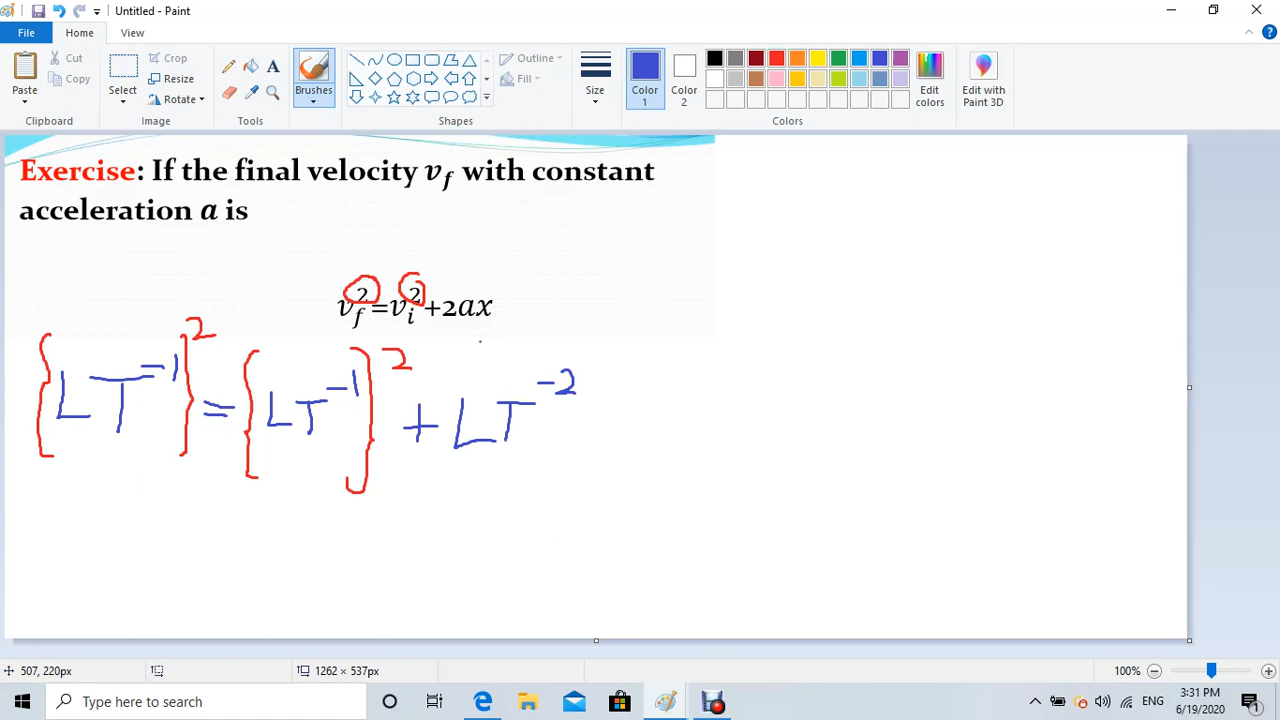 Untitled - Paint
File Home View
Paste
Cut
Copy
Clipboard
Select
Crop
Resize
Rotate
Image
A
Tools
Brushes
Shapes
Outline
Fill
Size
Color 1
Color 2
Edit colors
Edit with Paint 3D
Colors
Exercise: If the final velocity v_f with constant
acceleration a is
v_f^2=v_i^2+2ax
{LT^-1}^2 = {LT^-1}^2 + LT^-2
507, 220px
1262 × 537px
100%
Type here to search
ENG
3:31 PM
6/19/2020
1